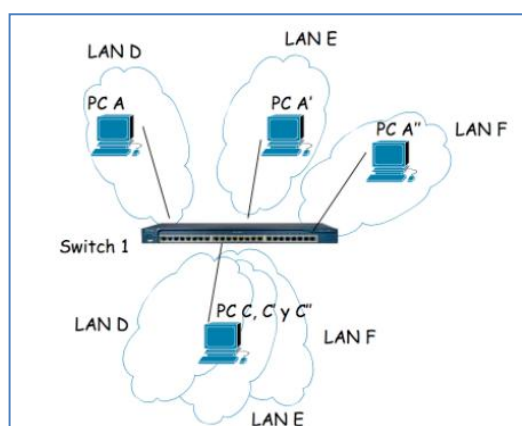 LAN D
LAN E
PC A
PC A'
PC A''
LAN F
Switch 1
LAN D
PC C, C' y C''
LAN F
LAN E